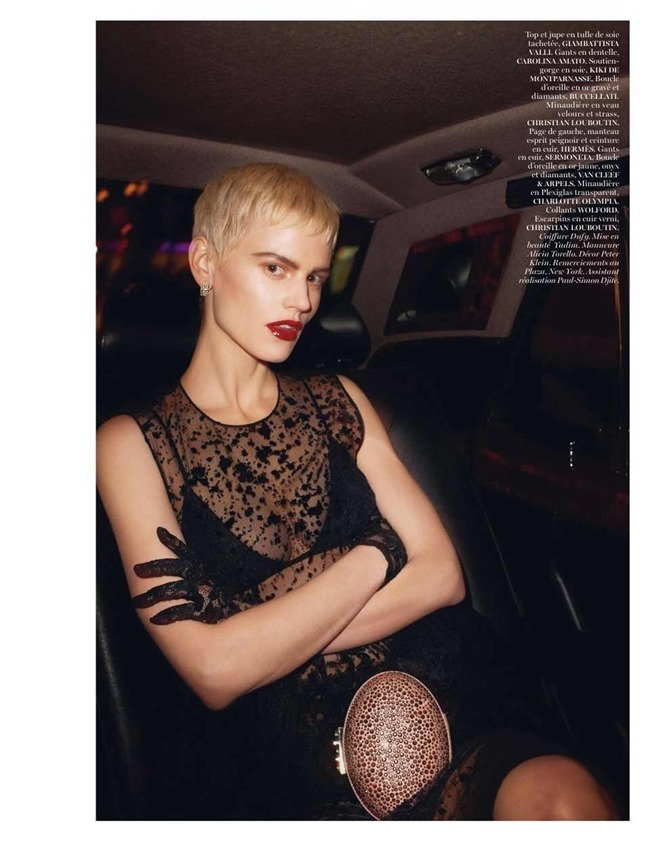 Top et jupe en tulle de soie
tachetée, GIAMBATTISTA
VALLI. Gants en dentelle,
CAROLINA AMATO. Soutien-
gorge en soie, KIKI DE
MONTPARNASSE. Boucle
d'oreille en or gravé et
diamants, BUCCELLATI.
Minaudière en veau
velours et strass,
CHRISTIAN LOUBOUTIN.
Page de gauche, manteau
esprit peignoir et ceinture
en cuir, HERMÈS. Gants
en cuir, SERMONETA. Boucle
d'oreille en or jaune, onyx
et diamants, VAN CLEEF
& ARPELS. Minaudière
en Plexiglas transparent,
CHARLOTTE OLYMPIA.
Collants WOLFORD.
Escarpins en cuir verni,
CHRISTIAN LOUBOUTIN.
Coiffure Dafy. Mise en
beauté Yadim. Manucure
Alicia Torello. Décor Peter
Klein. Remerciements au
Plaza, New York. Assistant
réalisation Paul-Simon Djite.